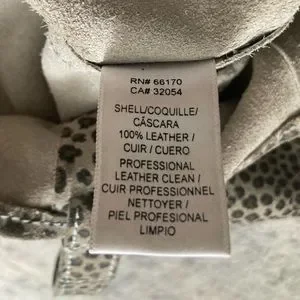 RN# 66170
CA# 32054
SHELL/COQUILLE/
CÁSCARA
100% LEATHER /
CUIR / CUERO
PROFESSIONAL
LEATHER CLEAN /
CUIR PROFESSIONNEL
NETTOYER /
PIEL PROFESIONAL
LIMPIO